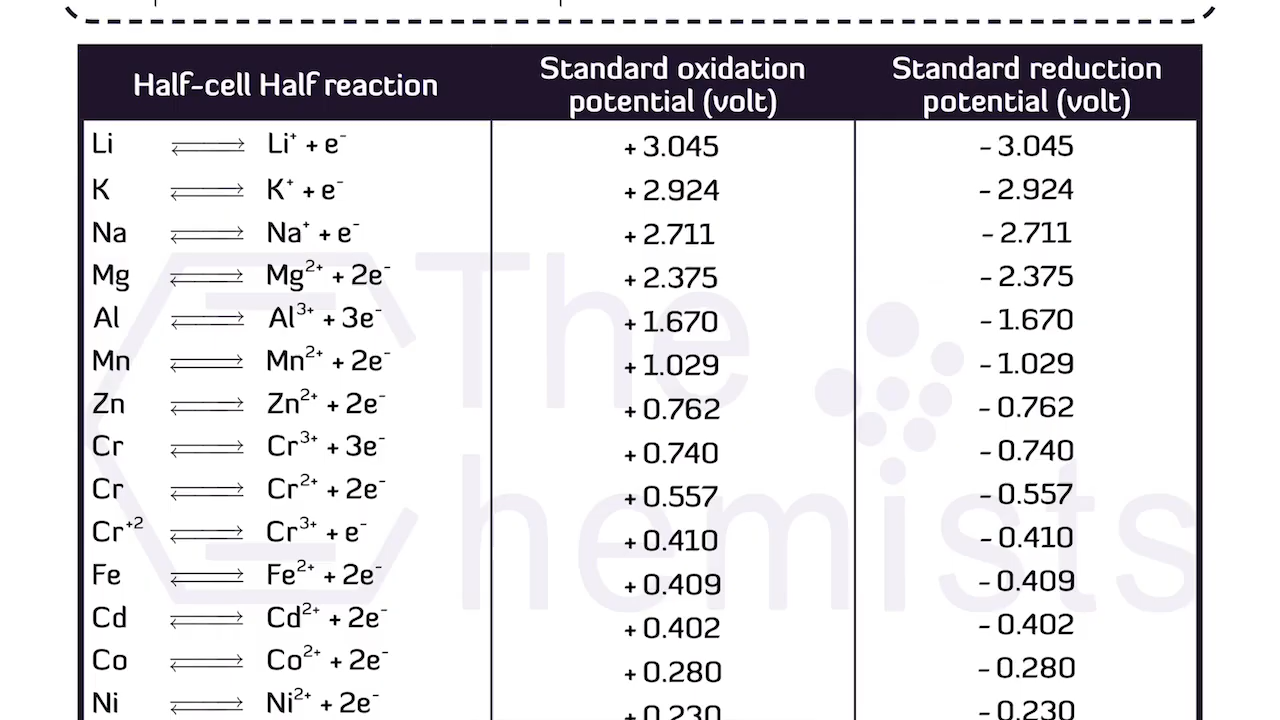 Half-cell Half reaction Standard oxidation potential (volt) Standard reduction potential (volt)
Li ⇌ Li⁺ + e⁻ + 3.045 − 3.045
K ⇌ K⁺ + e⁻ + 2.924 − 2.924
Na ⇌ Na⁺ + e⁻ + 2.711 − 2.711
Mg ⇌ Mg²⁺ + 2e⁻ + 2.375 − 2.375
Al ⇌ Al³⁺ + 3e⁻ + 1.670 − 1.670
Mn ⇌ Mn²⁺ + 2e⁻ + 1.029 − 1.029
Zn ⇌ Zn²⁺ + 2e⁻ + 0.762 − 0.762
Cr ⇌ Cr³⁺ + 3e⁻ + 0.740 − 0.740
Cr ⇌ Cr²⁺ + 2e⁻ + 0.557 − 0.557
Cr⁺² ⇌ Cr³⁺ + e⁻ + 0.410 − 0.410
Fe ⇌ Fe²⁺ + 2e⁻ + 0.409 − 0.409
Cd ⇌ Cd²⁺ + 2e⁻ + 0.402 − 0.402
Co ⇌ Co²⁺ + 2e⁻ + 0.280 − 0.280
Ni ⇌ Ni²⁺ + 2e⁻ + 0.230 − 0.230
The
hemists